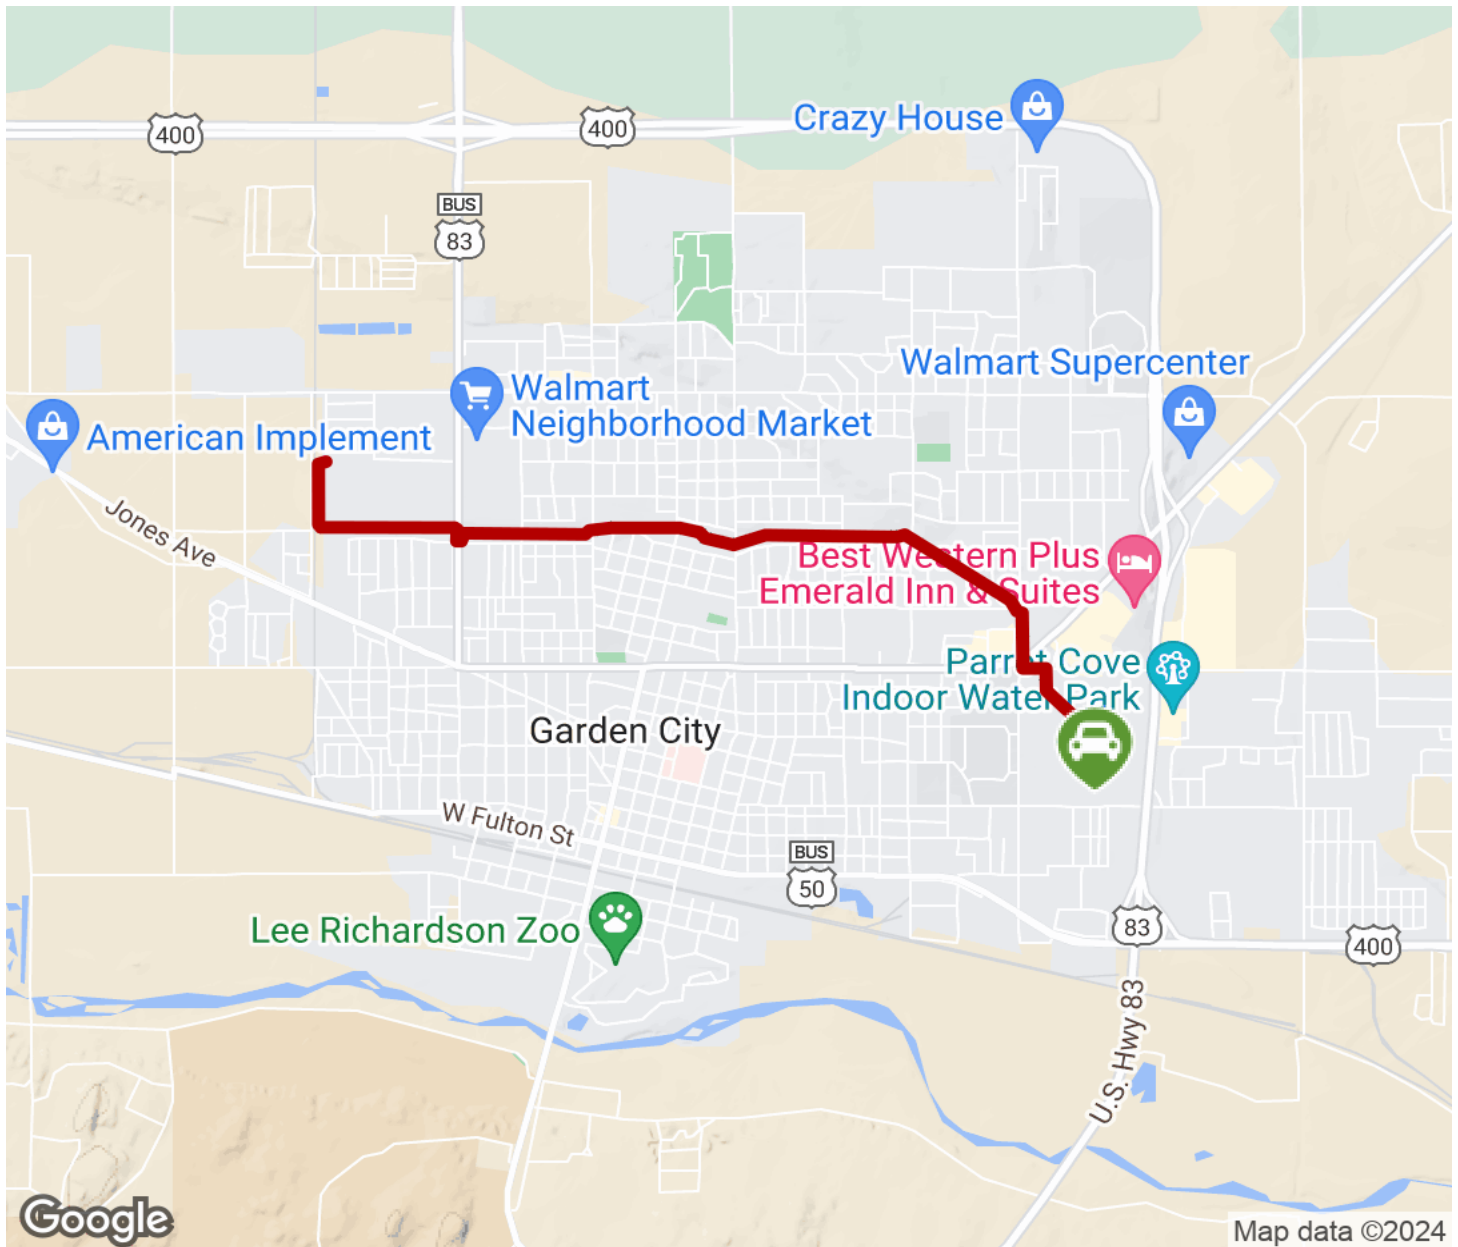 400
400
Crazy House
BUS
83
Walmart Supercenter
Walmart
Neighborhood Market
American Implement
Jones Ave
Best Western Plus
Emerald Inn & Suites
Parrot Cove
Indoor Water Park
Garden City
W Fulton St
BUS
50
Lee Richardson Zoo
83
400
U.S. Hwy 83
Google
Map data ©2024